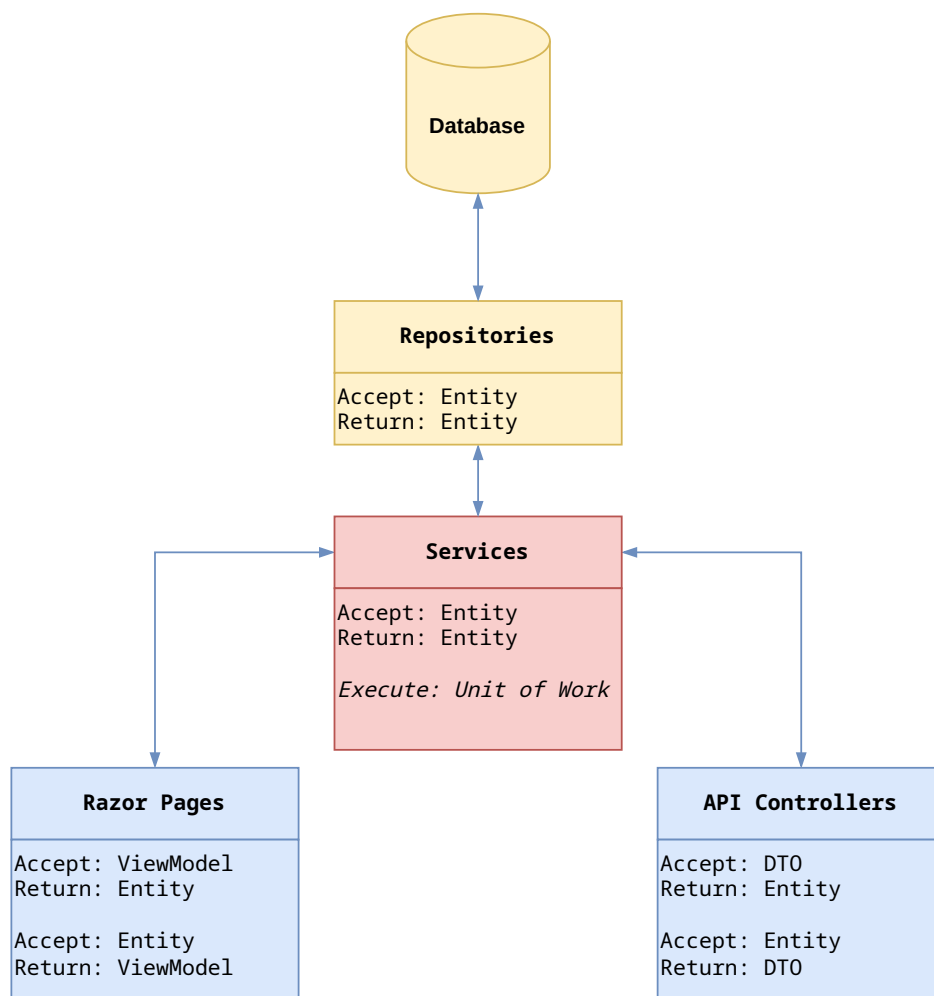 Database
Repositories
Accept: Entity
Return: Entity
Services
Accept: Entity
Return: Entity
Execute: Unit of Work
Razor Pages
Accept: ViewModel
Return: Entity
Accept: Entity
Return: ViewModel
API Controllers
Accept: DTO
Return: Entity
Accept: Entity
Return: DTO